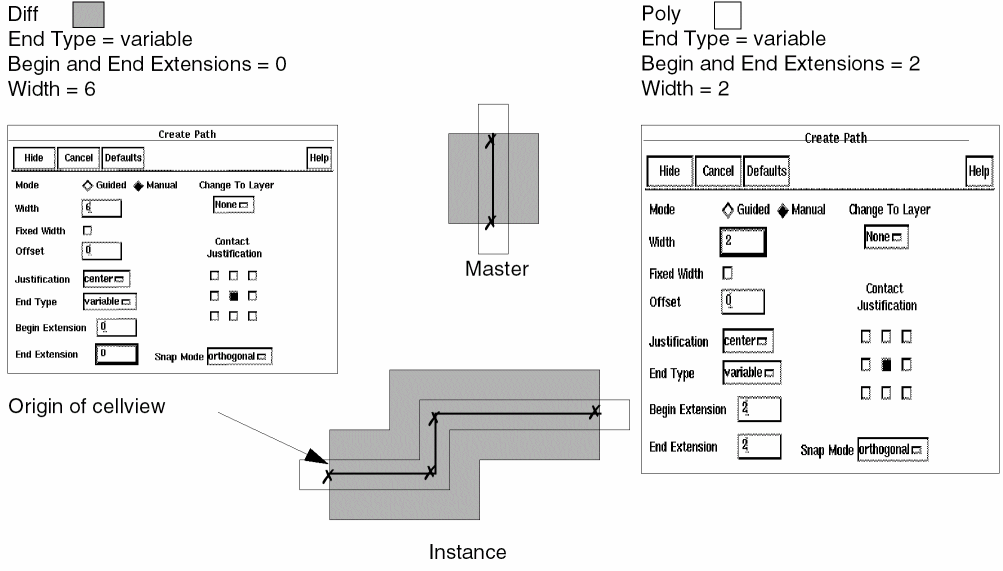 Diff
End Type = variable
Begin and End Extensions = 0
Width = 6
Poly
End Type = variable
Begin and End Extensions = 2
Width = 2
Create Path
Hide Cancel Defaults Help
Mode Guided Manual Change To Layer
Width 6 None
Fixed Width
Offset 0 Contact Justification
Justification center
End Type variable
Begin Extension 0
End Extension 0 Snap Mode orthogonal
Master
Create Path
Hide Cancel Defaults Help
Mode Guided Manual Change To Layer
Width 2 None
Fixed Width
Offset 0 Contact Justification
Justification center
End Type variable
Begin Extension 2
End Extension 2 Snap Mode orthogonal
Origin of cellview
Instance